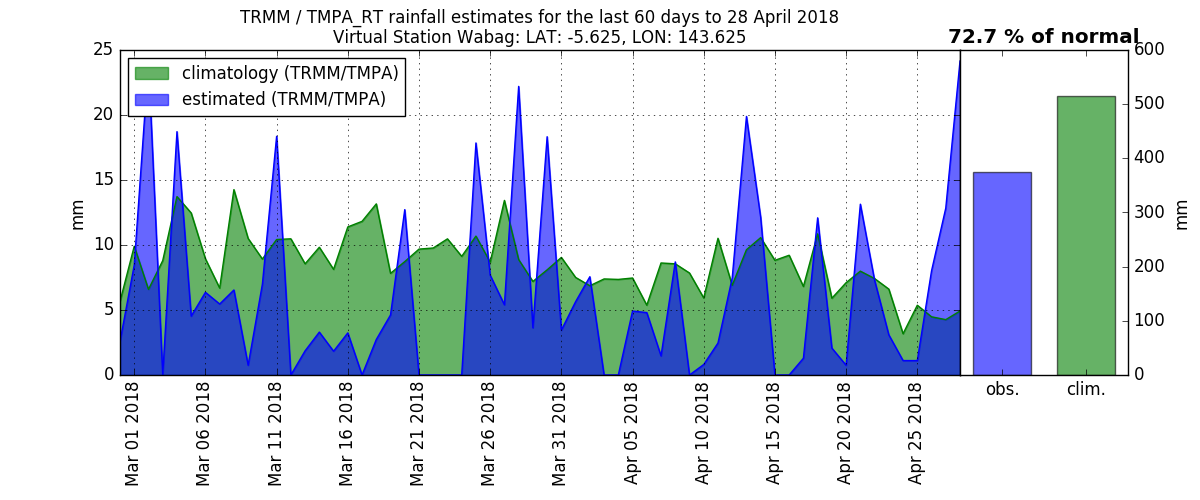 TRMM / TMPA_RT rainfall estimates for the last 60 days to 28 April 2018
Virtual Station Wabag: LAT: -5.625, LON: 143.625
72.7 % of normal
climatology (TRMM/TMPA)
estimated (TRMM/TMPA)
25
20
15
10
5
0
mm
Mar 01 2018
Mar 06 2018
Mar 11 2018
Mar 16 2018
Mar 21 2018
Mar 26 2018
Mar 31 2018
Apr 05 2018
Apr 10 2018
Apr 15 2018
Apr 20 2018
Apr 25 2018
600
500
400
300
200
100
0
mm
obs.
clim.